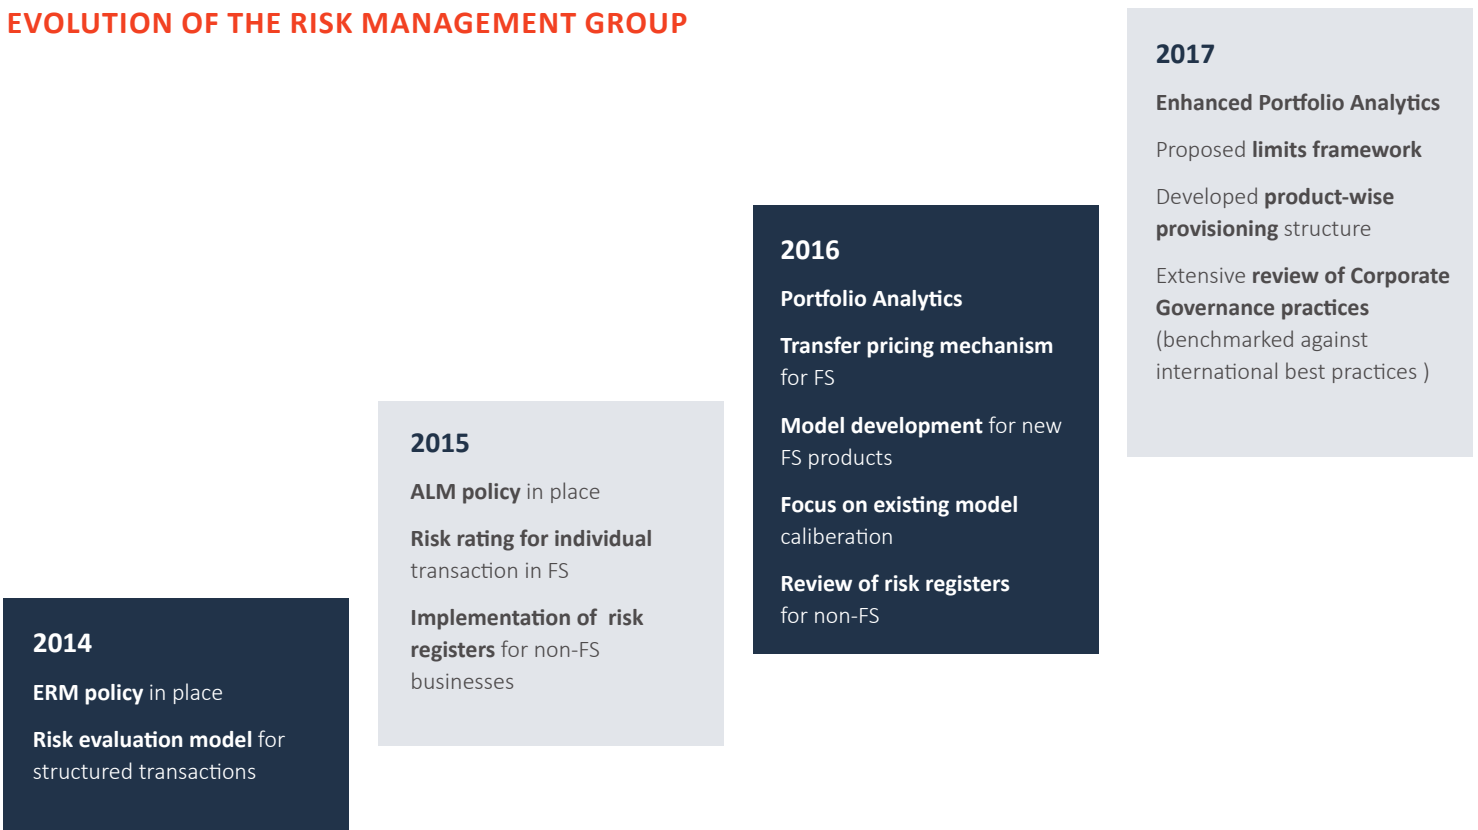 EVOLUTION OF THE RISK MANAGEMENT GROUP
2014
ERM policy in place
Risk evaluation model for
structured transactions
2015
ALM policy in place
Risk rating for individual
transaction in FS
Implementation of risk
registers for non-FS
businesses
2016
Portfolio Analytics
Transfer pricing mechanism
for FS
Model development for new
FS products
Focus on existing model
caliberation
Review of risk registers
for non-FS
2017
Enhanced Portfolio Analytics
Proposed limits framework
Developed product-wise
provisioning structure
Extensive review of Corporate
Governance practices
(benchmarked against
international best practices )